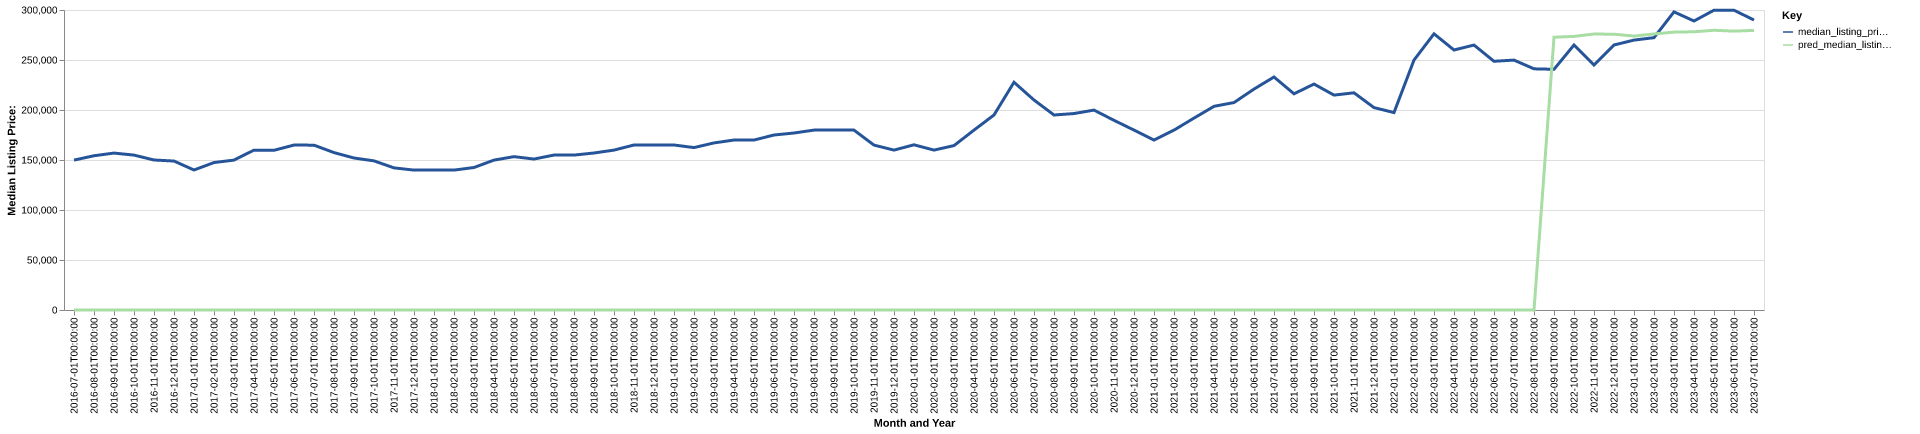 300,000
250,000
200,000
150,000
100,000
50,000
0
Median Listing Price:
2016-07-01T00:00:00
2016-08-01T00:00:00
2016-09-01T00:00:00
2016-10-01T00:00:00
2016-11-01T00:00:00
2016-12-01T00:00:00
2017-01-01T00:00:00
2017-02-01T00:00:00
2017-03-01T00:00:00
2017-04-01T00:00:00
2017-05-01T00:00:00
2017-06-01T00:00:00
2017-07-01T00:00:00
2017-08-01T00:00:00
2017-09-01T00:00:00
2017-10-01T00:00:00
2017-11-01T00:00:00
2017-12-01T00:00:00
2018-01-01T00:00:00
2018-02-01T00:00:00
2018-03-01T00:00:00
2018-04-01T00:00:00
2018-05-01T00:00:00
2018-06-01T00:00:00
2018-07-01T00:00:00
2018-08-01T00:00:00
2018-09-01T00:00:00
2018-10-01T00:00:00
2018-11-01T00:00:00
2018-12-01T00:00:00
2019-01-01T00:00:00
2019-02-01T00:00:00
2019-03-01T00:00:00
2019-04-01T00:00:00
2019-05-01T00:00:00
2019-06-01T00:00:00
2019-07-01T00:00:00
2019-08-01T00:00:00
2019-09-01T00:00:00
2019-10-01T00:00:00
2019-11-01T00:00:00
2019-12-01T00:00:00
2020-01-01T00:00:00
2020-02-01T00:00:00
2020-03-01T00:00:00
2020-04-01T00:00:00
2020-05-01T00:00:00
2020-06-01T00:00:00
2020-07-01T00:00:00
2020-08-01T00:00:00
2020-09-01T00:00:00
2020-10-01T00:00:00
2020-11-01T00:00:00
2020-12-01T00:00:00
2021-01-01T00:00:00
2021-02-01T00:00:00
2021-03-01T00:00:00
2021-04-01T00:00:00
2021-05-01T00:00:00
2021-06-01T00:00:00
2021-07-01T00:00:00
2021-08-01T00:00:00
2021-09-01T00:00:00
2021-10-01T00:00:00
2021-11-01T00:00:00
2021-12-01T00:00:00
2022-01-01T00:00:00
2022-02-01T00:00:00
2022-03-01T00:00:00
2022-04-01T00:00:00
2022-05-01T00:00:00
2022-06-01T00:00:00
2022-07-01T00:00:00
2022-08-01T00:00:00
2022-09-01T00:00:00
2022-10-01T00:00:00
2022-11-01T00:00:00
2022-12-01T00:00:00
2023-01-01T00:00:00
2023-02-01T00:00:00
2023-03-01T00:00:00
2023-04-01T00:00:00
2023-05-01T00:00:00
2023-06-01T00:00:00
2023-07-01T00:00:00
Month and Year
Key
median_listing_pri…
pred_median_listin…